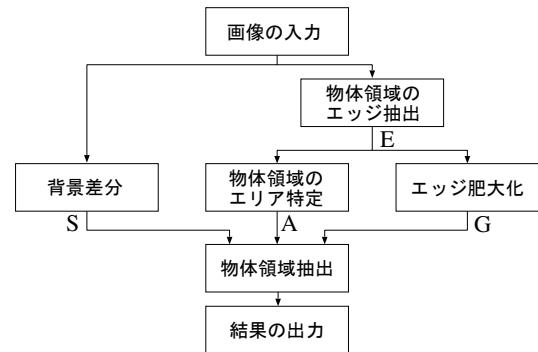 画像の入力
物体領域の
エッジ抽出
E
背景差分
物体領域の
エリア特定
エッジ肥大化
S
A
G
物体領域抽出
結果の出力